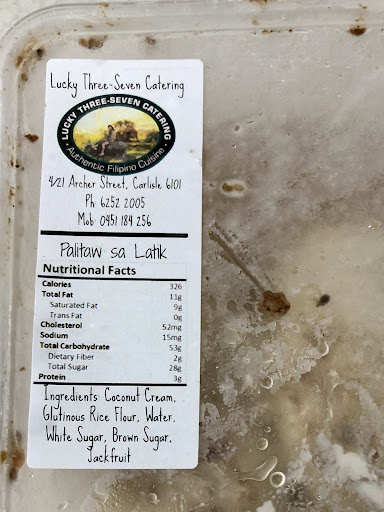 Lucky Three-Seven Catering
LUCKY THREE-SEVEN CATERING
Authentic Filipino Cuisine
4/21 Archer Street, Carlisle 6101
Ph: 6252 2005
Mob: 0451 184 256
Palitaw sa Latik
Nutritional Facts
Calories 326
Total Fat 11g
Saturated Fat 9g
Trans Fat 0g
Cholesterol 52mg
Sodium 15mg
Total Carbohydrate 53g
Dietary Fiber 2g
Total Sugar 28g
Protein 3g
Ingredients: Coconut Cream,
Glutinous Rice Flour, Water,
White Sugar, Brown Sugar,
Jackfruit